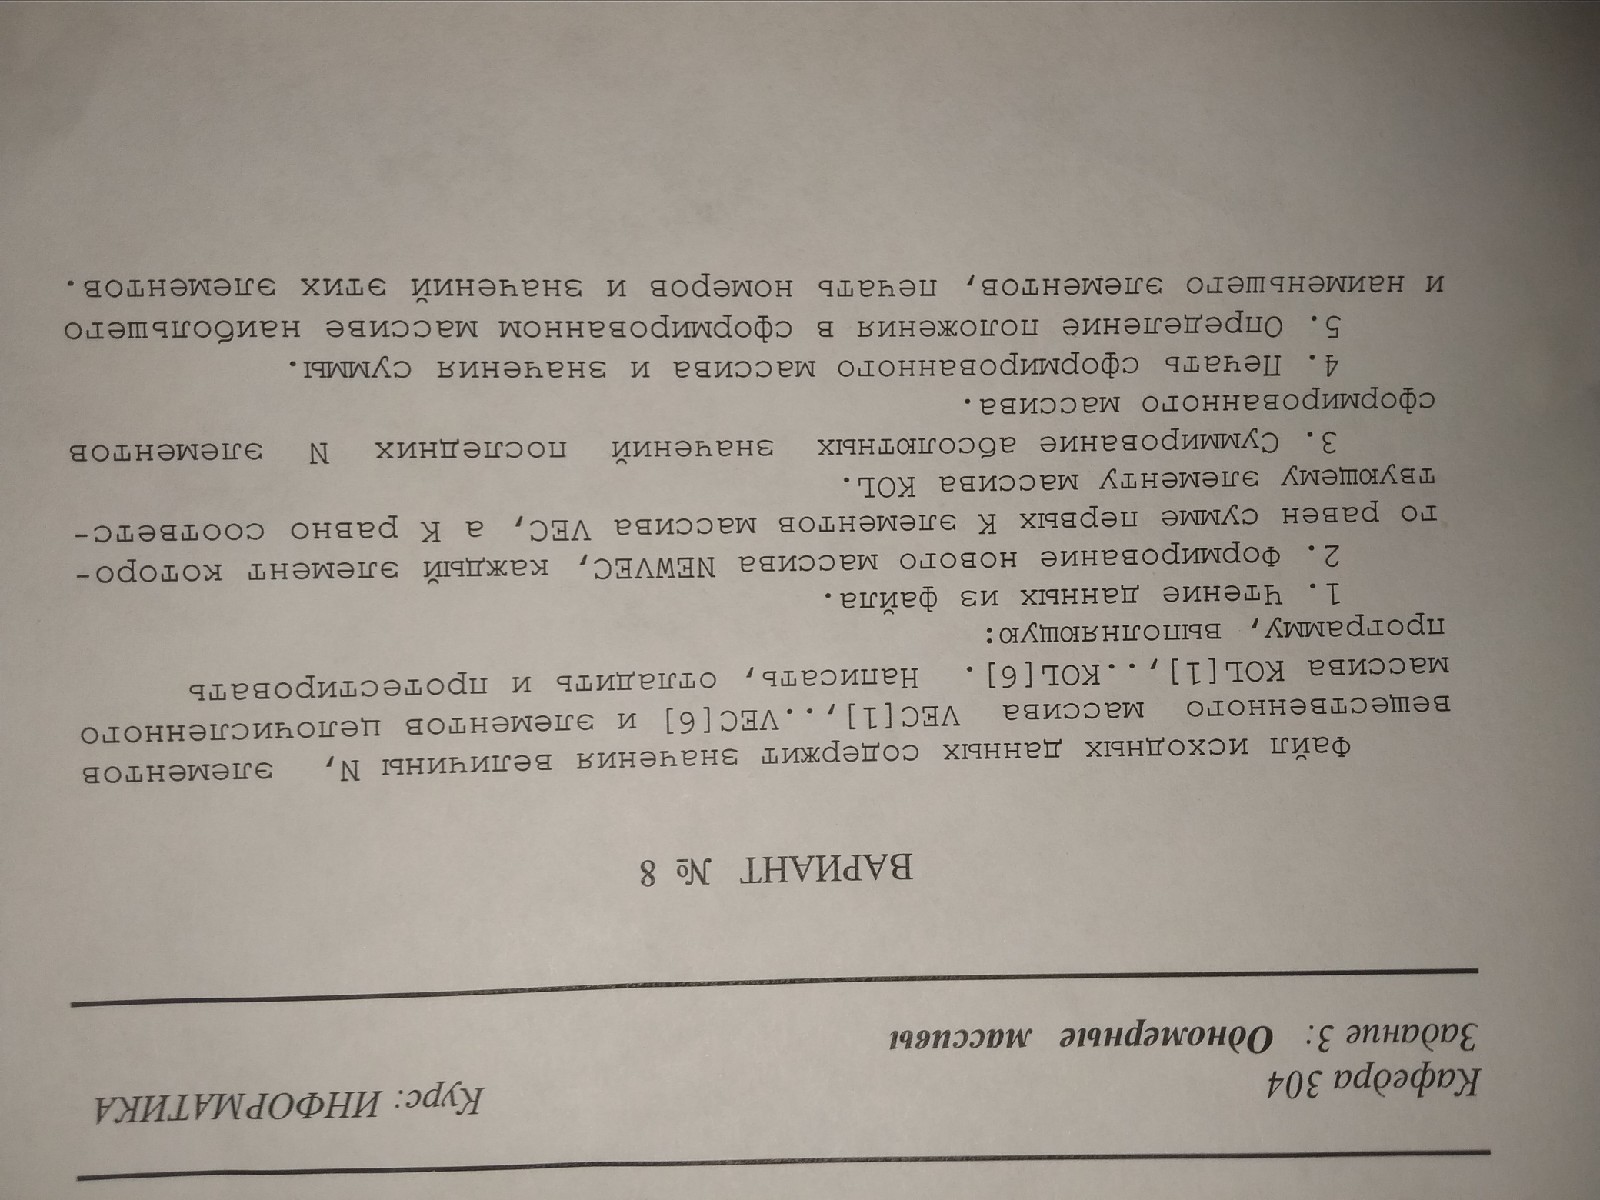 Кафедра 304
Курс: ИНФОРМАТИКА
Задание 3: Одномерные массивы
ВАРИАНТ № 8
Файл исходных данных содержит значения величины N, элементов
вещественного массива VEC[1],..VEC[6] и элементов целочисленного
массива KOL[1],..KOL[6]. Написать, отладить и протестировать
программу, выполняющую:
1. Чтение данных из файла.
2. Формирование нового массива NEWVEC, каждый элемент которо-
го равен сумме первых K элементов массива VEC, а K равно соответс-
твующему элементу массива KOL.
3. Суммирование абсолютных значений последних N элементов
сформированного массива.
4. Печать сформированного массива и значения суммы.
5. Определение положения в сформированном массиве наибольшего
и наименьшего элементов, печать номеров и значений этих элементов.